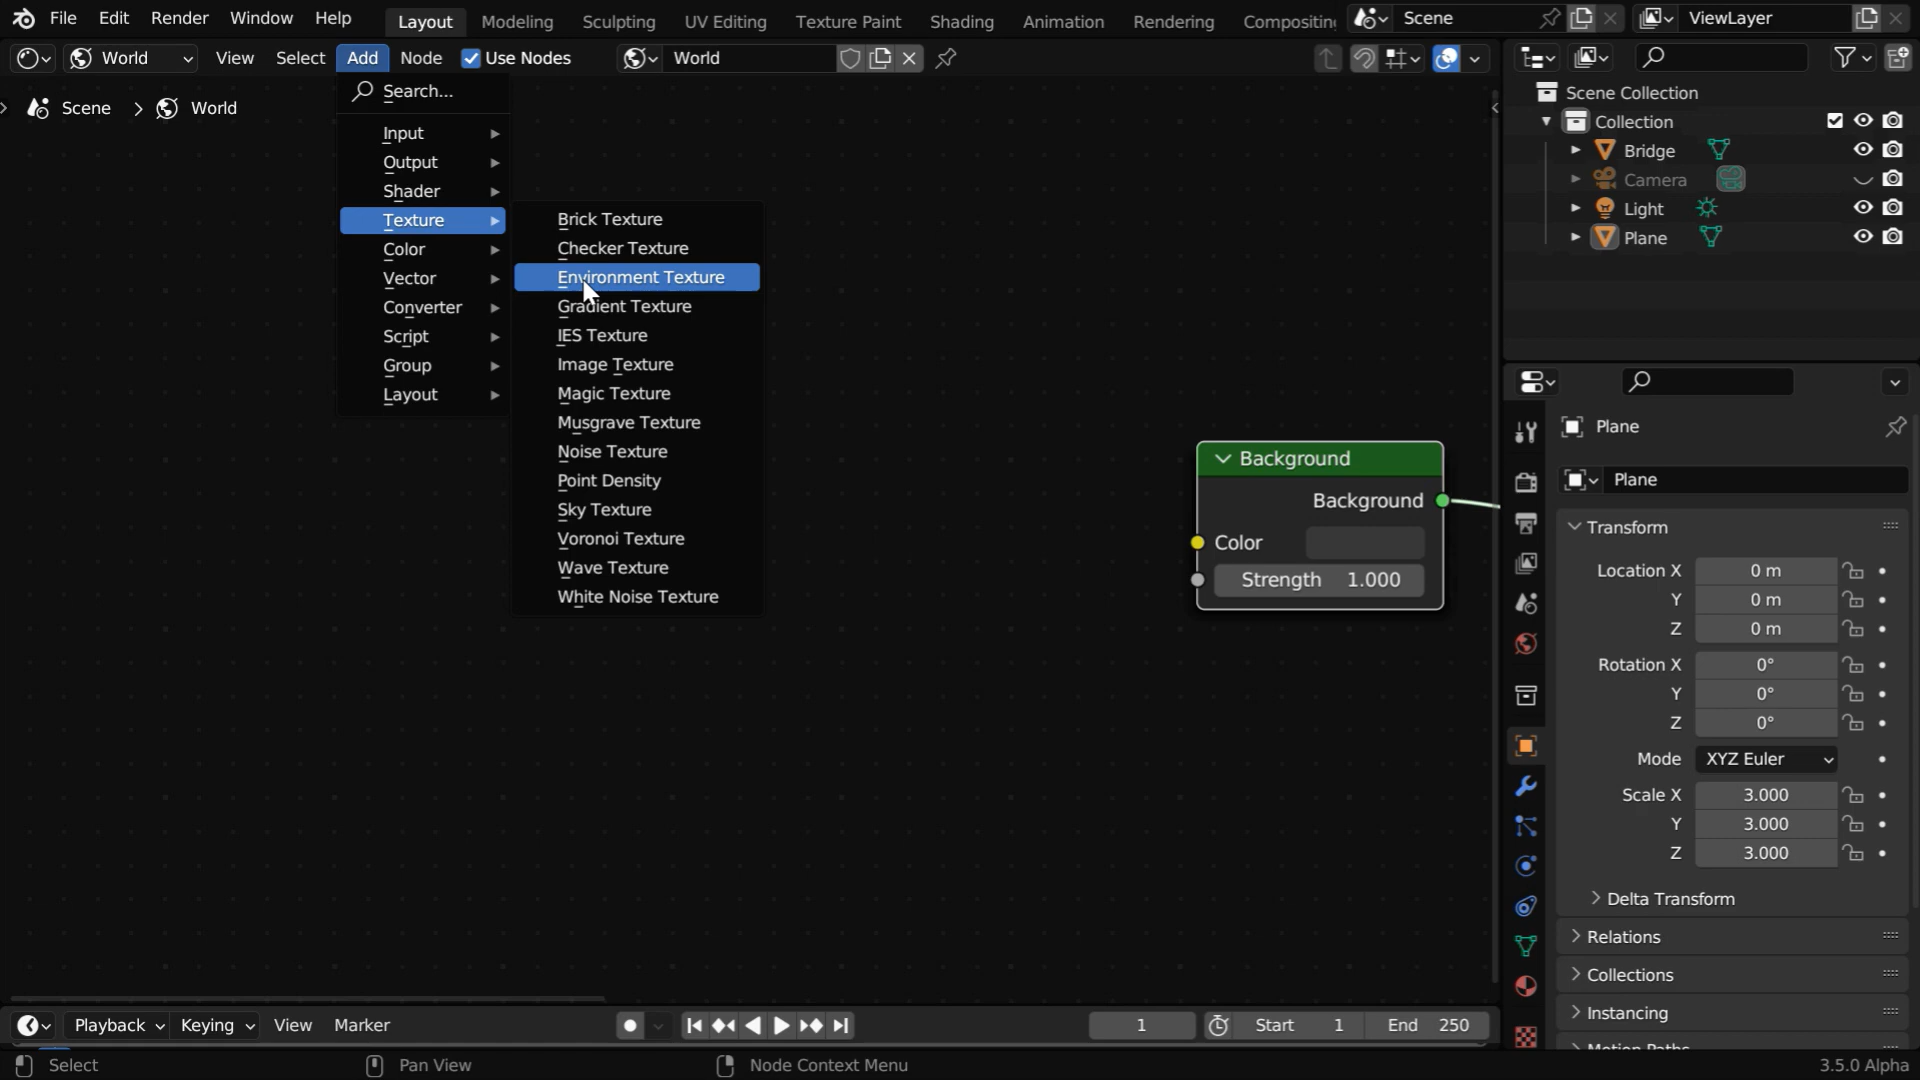 File Edit Render Window Help Layout Modeling Sculpting UV Editing Texture Paint Shading Animation Rendering Compositing Scene ViewLayer
World View Select Add Node Use Nodes World
Scene > World
Search...
Input
Output
Shader
Texture
Color
Vector
Converter
Script
Group
Layout
Brick Texture
Checker Texture
Environment Texture
Gradient Texture
IES Texture
Image Texture
Magic Texture
Musgrave Texture
Noise Texture
Point Density
Sky Texture
Voronoi Texture
Wave Texture
White Noise Texture
Background
Background
Color
Strength 1.000
Scene Collection
Collection
Bridge
Camera
Light
Plane
Plane
Plane
Transform
Location X 0 m
Y 0 m
Z 0 m
Rotation X 0°
Y 0°
Z 0°
Mode XYZ Euler
Scale X 3.000
Y 3.000
Z 3.000
Delta Transform
Relations
Collections
Instancing
Motion Paths
Playback Keying View Marker 1 Start 1 End 250
Select Pan View Node Context Menu 3.5.0 Alpha